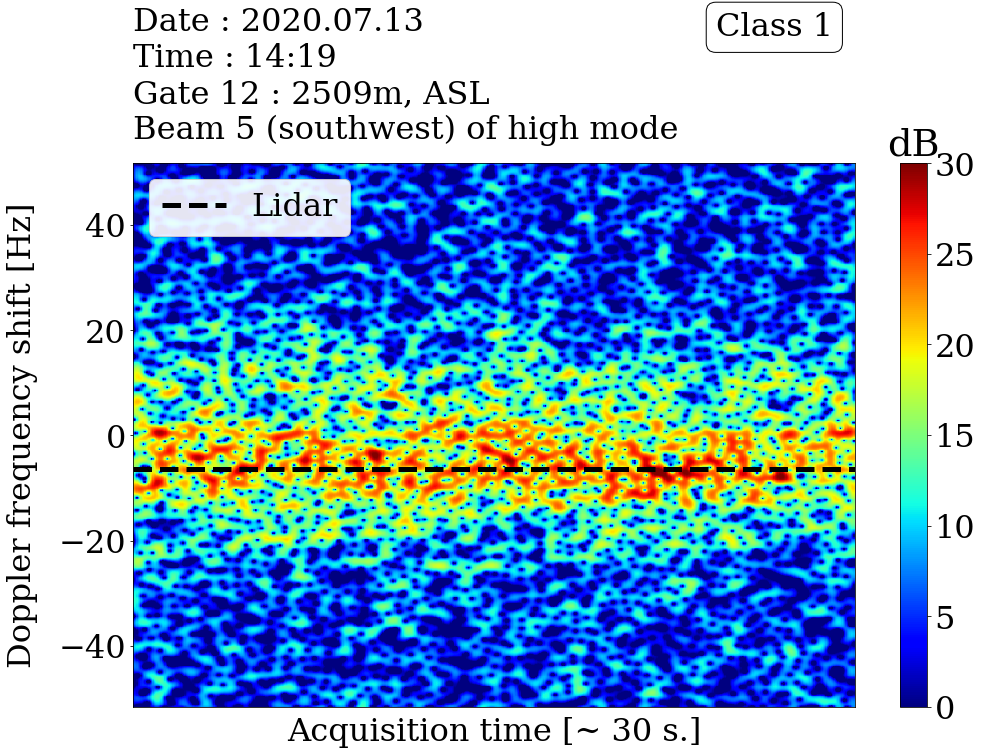 Date : 2020.07.13
Time : 14:19
Gate 12 : 2509m, ASL
Beam 5 (southwest) of high mode
Class 1
dB
Lidar
Doppler frequency shift [Hz]
40
20
0
−20
−40
Acquisition time [~ 30 s.]
30
25
20
15
10
5
0